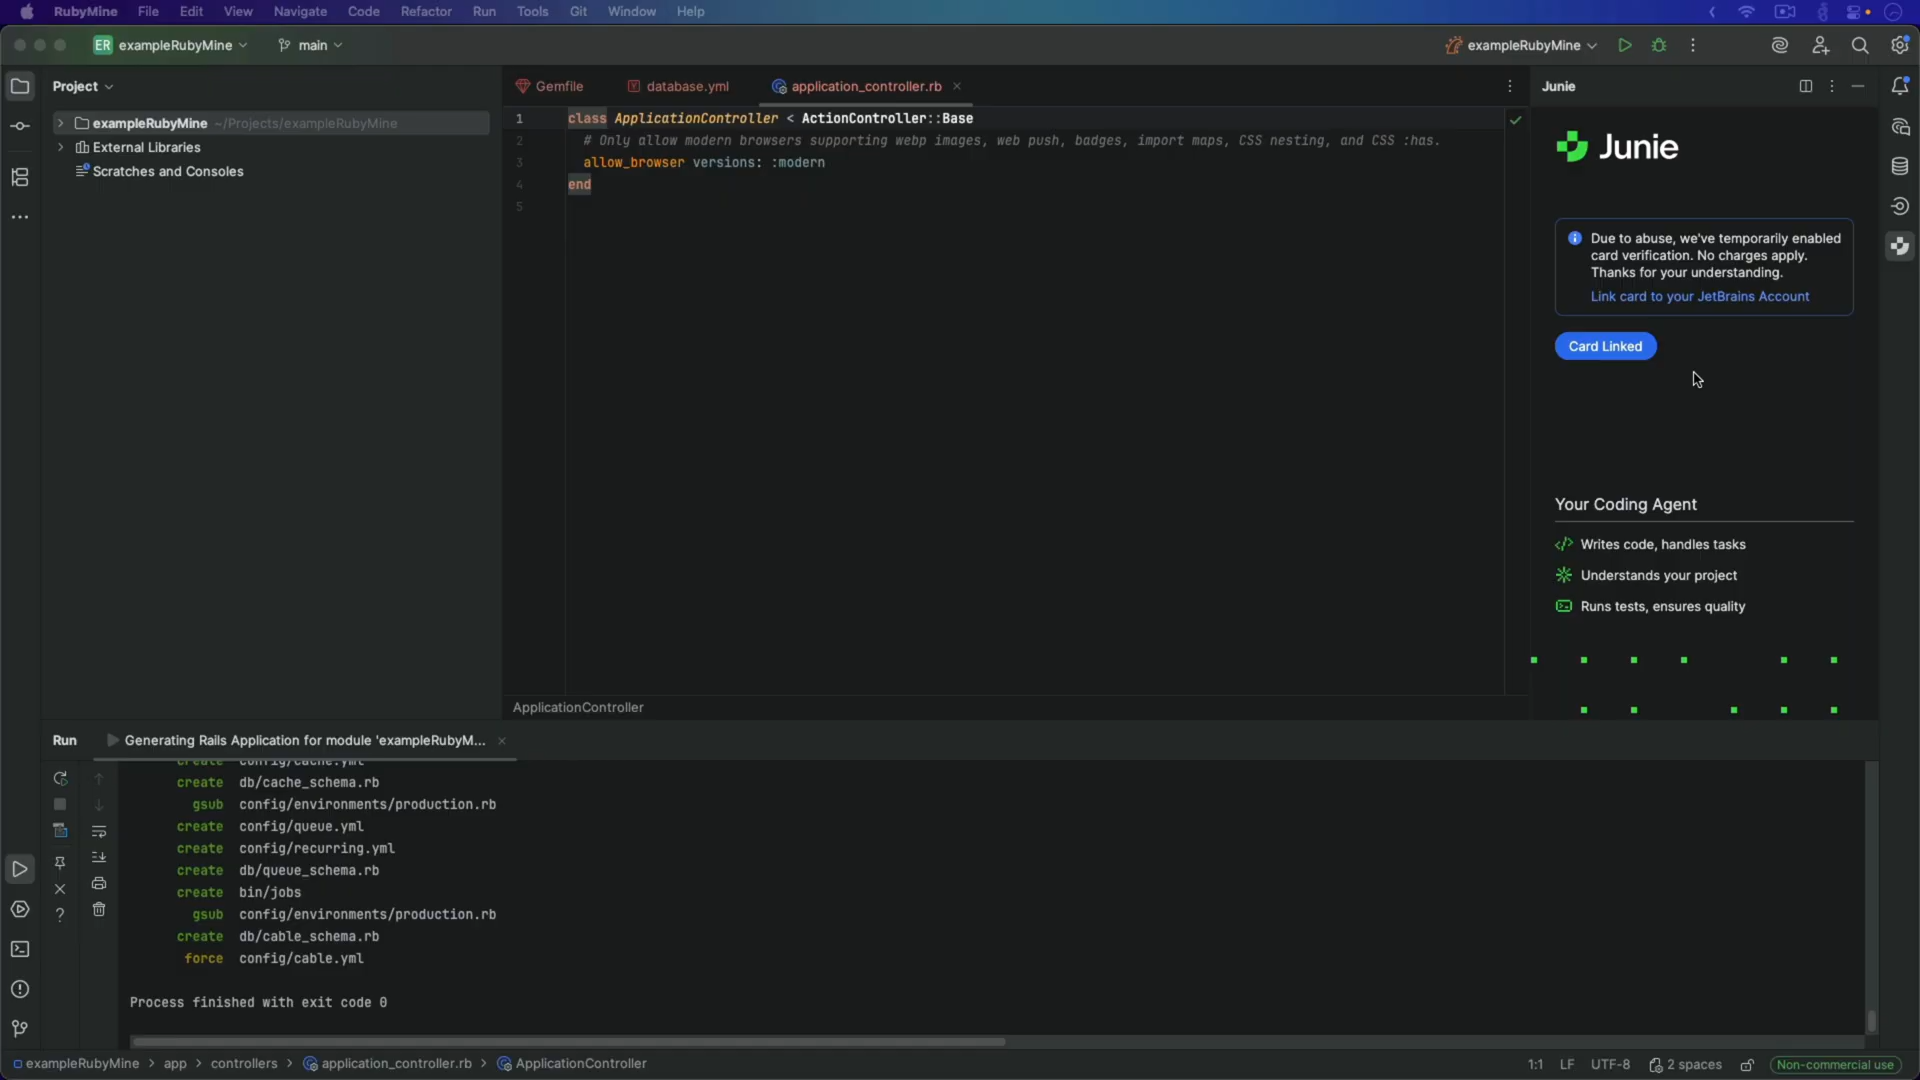 RubyMine File Edit View Navigate Code Refactor Run Tools Git Window Help
ER exampleRubyMine main exampleRubyMine
Project
exampleRubyMine ~/Projects/exampleRubyMine
External Libraries
Scratches and Consoles
Gemfile database.yml application_controller.rb
1 class ApplicationController < ActionController::Base
2 # Only allow modern browsers supporting webp images, web push, badges, import maps, CSS nesting, and CSS :has.
3 allow_browser versions: :modern
4 end
5
ApplicationController
Junie
Junie
Due to abuse, we've temporarily enabled
card verification. No charges apply.
Thanks for your understanding.
Link card to your JetBrains Account
Card Linked
Your Coding Agent
Writes code, handles tasks
Understands your project
Runs tests, ensures quality
Run Generating Rails Application for module 'exampleRubyM...
create config/cache.yml
create db/cache_schema.rb
gsub config/environments/production.rb
create config/queue.yml
create config/recurring.yml
create db/queue_schema.rb
create bin/jobs
gsub config/environments/production.rb
create db/cable_schema.rb
force config/cable.yml
Process finished with exit code 0
exampleRubyMine > app > controllers > application_controller.rb > ApplicationController
1:1 LF UTF-8 2 spaces Non-commercial use